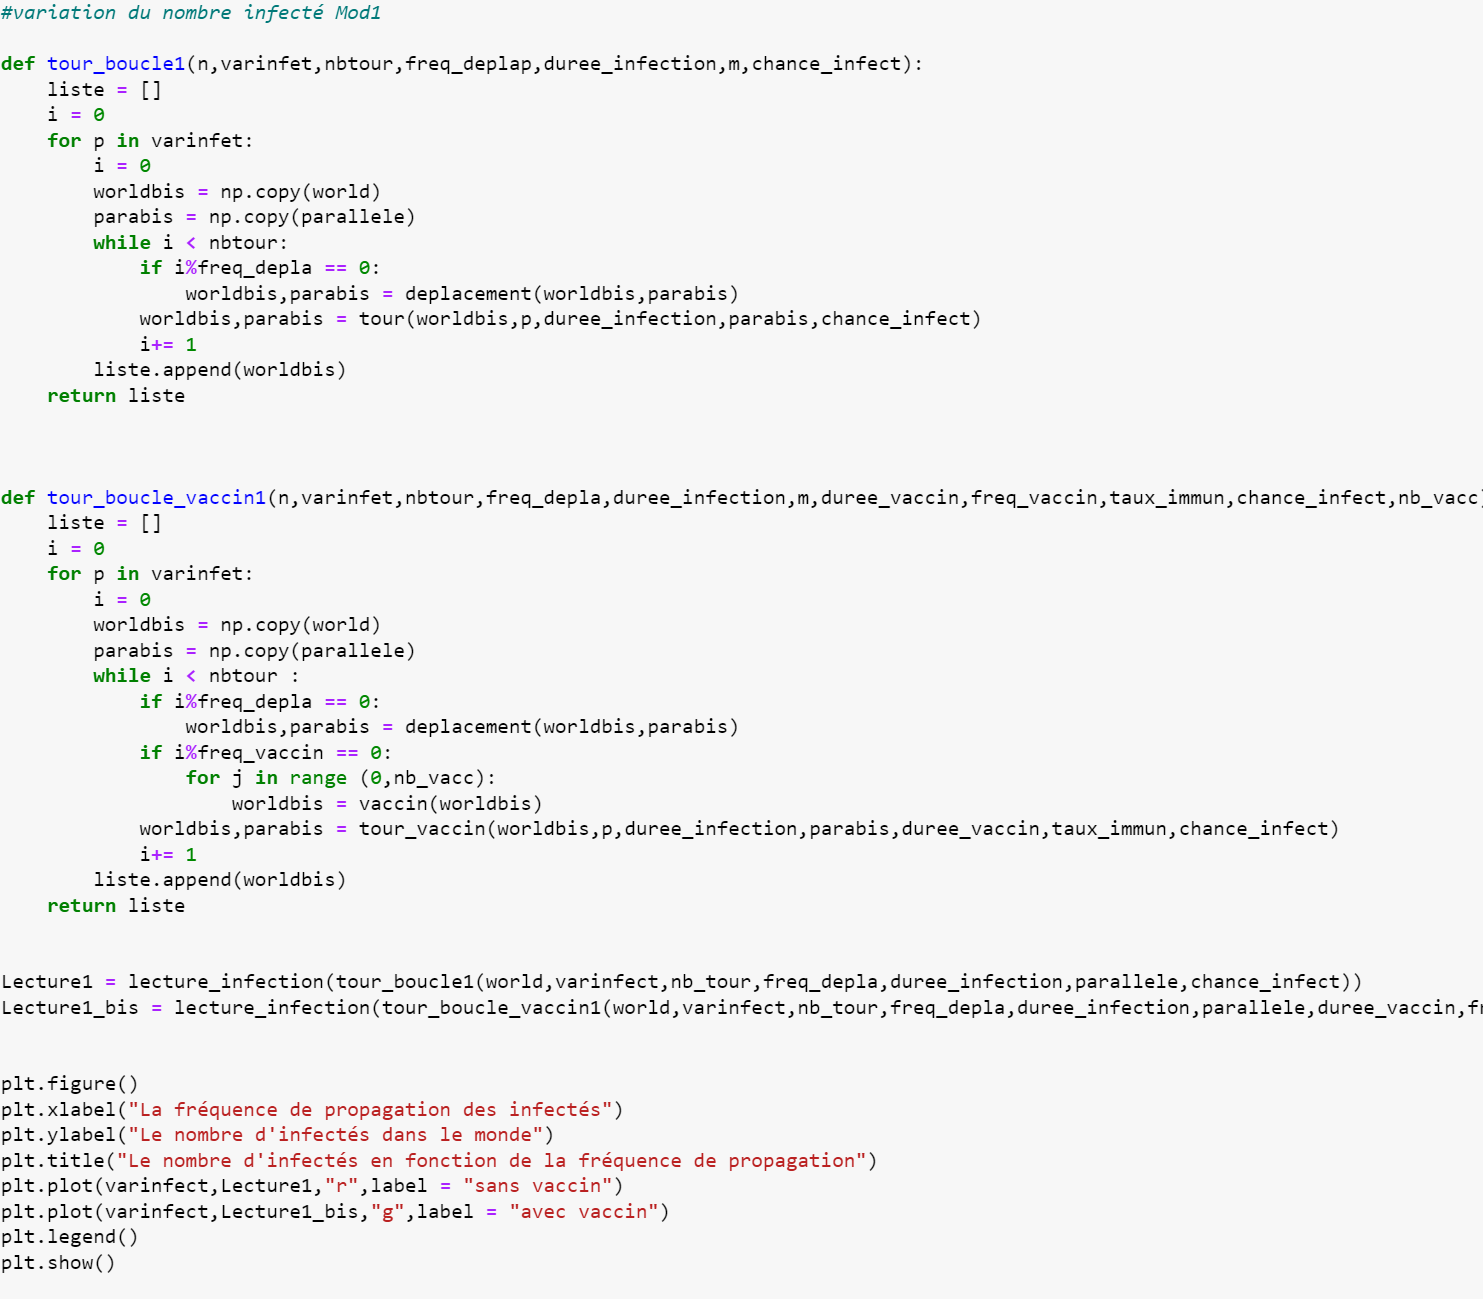 #variation du nombre infecté Mod1
def tour_boucle1(n,varinfet,nbtour,freq_deplap,duree_infection,m,chance_infect):
    liste = []
    i = 0
    for p in varinfet:
        i = 0
        worldbis = np.copy(world)
        parabis = np.copy(parallele)
        while i < nbtour:
            if i%freq_depla == 0:
                worldbis,parabis = deplacement(worldbis,parabis)
            worldbis,parabis = tour(worldbis,p,duree_infection,parabis,chance_infect)
            i+= 1
        liste.append(worldbis)
    return liste
def tour_boucle_vaccin1(n,varinfet,nbtour,freq_depla,duree_infection,m,duree_vaccin,freq_vaccin,taux_immun,chance_infect,nb_vacc)
    liste = []
    i = 0
    for p in varinfet:
        i = 0
        worldbis = np.copy(world)
        parabis = np.copy(parallele)
        while i < nbtour :
            if i%freq_depla == 0:
                worldbis,parabis = deplacement(worldbis,parabis)
            if i%freq_vaccin == 0:
                for j in range (0,nb_vacc):
                    worldbis = vaccin(worldbis)
            worldbis,parabis = tour_vaccin(worldbis,p,duree_infection,parabis,duree_vaccin,taux_immun,chance_infect)
            i+= 1
        liste.append(worldbis)
    return liste
Lecture1 = lecture_infection(tour_boucle1(world,varinfect,nb_tour,freq_depla,duree_infection,parallele,chance_infect))
Lecture1_bis = lecture_infection(tour_boucle_vaccin1(world,varinfect,nb_tour,freq_depla,duree_infection,parallele,duree_vaccin,fr
plt.figure()
plt.xlabel("La fréquence de propagation des infectés")
plt.ylabel("Le nombre d'infectés dans le monde")
plt.title("Le nombre d'infectés en fonction de la fréquence de propagation")
plt.plot(varinfect,Lecture1,"r",label = "sans vaccin")
plt.plot(varinfect,Lecture1_bis,"g",label = "avec vaccin")
plt.legend()
plt.show()